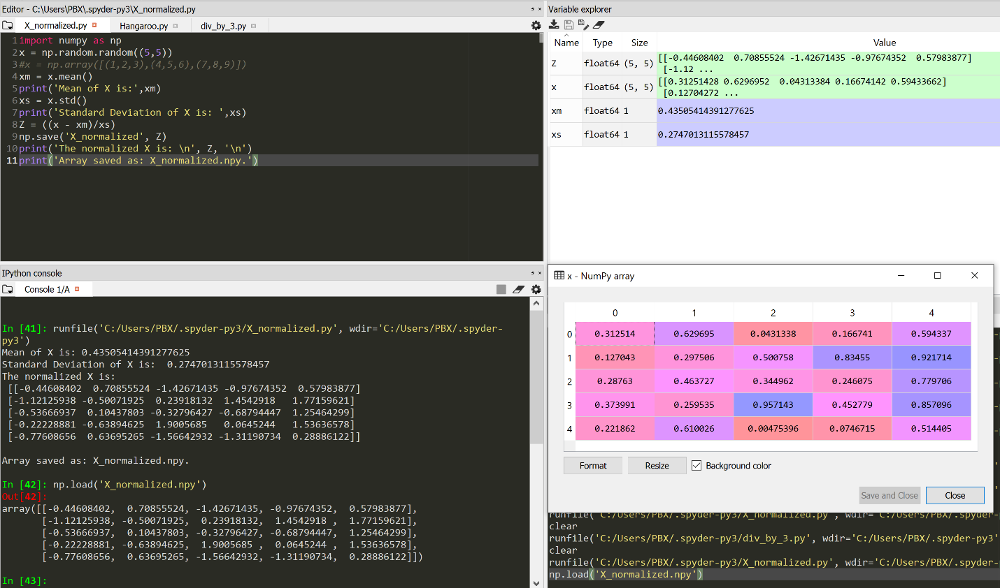 Editor - C:\Users\PBX\.spyder-py3\X_normalized.py
X_normalized.py
Hangaroo.py
div_by_3.py
1 import numpy as np
2 x = np.random.random((5,5))
3 #x = np.array([(1,2,3),(4,5,6),(7,8,9)])
4 xm = x.mean()
5 print('Mean of X is:',xm)
6 xs = x.std()
7 print('Standard Deviation of X is: ',xs)
8 Z = ((x - xm)/xs)
9 np.save('X_normalized', Z)
10 print('The normalized X is: \n', Z, '\n')
11 print('Array saved as: X_normalized.npy.')
Variable explorer
Name Type Size Value
Z float64 (5, 5) [[-0.44608402 0.70855524 -1.42671435 -0.97674352 0.57983877]
[-1.12 ...
x float64 (5, 5) [[0.31251428 0.6296952 0.04313384 0.16674142 0.59433662]
[0.12704272 ...
xm float64 1 0.43505414391277625
xs float64 1 0.2747013115578457
IPython console
Console 1/A
In [41]: runfile('C:/Users/PBX/.spyder-py3/X_normalized.py', wdir='C:/Users/PBX/.spyder-
py3')
Mean of X is: 0.43505414391277625
Standard Deviation of X is: 0.2747013115578457
The normalized X is:
[[-0.44608402 0.70855524 -1.42671435 -0.97674352 0.57983877]
[-1.12125938 -0.50071925 0.23918132 1.4542918 1.77159621]
[-0.53666937 0.10437803 -0.32796427 -0.68794447 1.25464299]
[-0.22228881 -0.63894625 1.9005685 0.0645244 1.53636578]
[-0.77608656 0.63695265 -1.56642932 -1.31190734 0.28886122]]
Array saved as: X_normalized.npy.
In [42]: np.load('X_normalized.npy')
Out[42]:
array([[-0.44608402, 0.70855524, -1.42671435, -0.97674352, 0.57983877],
[-1.12125938, -0.50071925, 0.23918132, 1.4542918 , 1.77159621],
[-0.53666937, 0.10437803, -0.32796427, -0.68794447, 1.25464299],
[-0.22228881, -0.63894625, 1.9005685 , 0.0645244 , 1.53636578],
[-0.77608656, 0.63695265, -1.56642932, -1.31190734, 0.28886122]])
In [43]:
x - NumPy array
0 1 2 3 4
0 0.312514 0.629695 0.0431338 0.166741 0.594337
1 0.127043 0.297506 0.500758 0.83455 0.921714
2 0.28763 0.463727 0.344962 0.246075 0.779706
3 0.373991 0.259535 0.957143 0.452779 0.857096
4 0.221862 0.610026 0.00475396 0.0746715 0.514405
Format
Resize
Background color
Save and Close
Close
runfile('C:/Users/PBX/.spyder-py3/X_normalized.py', wdir='C:/Users/PBX/.spyder-
clear
runfile('C:/Users/PBX/.spyder-py3/div_by_3.py', wdir='C:/Users/PBX/.spyder-py3'
clear
runfile('C:/Users/PBX/.spyder-py3/X_normalized.py', wdir='C:/Users/PBX/.spyder-
np.load('X_normalized.npy')